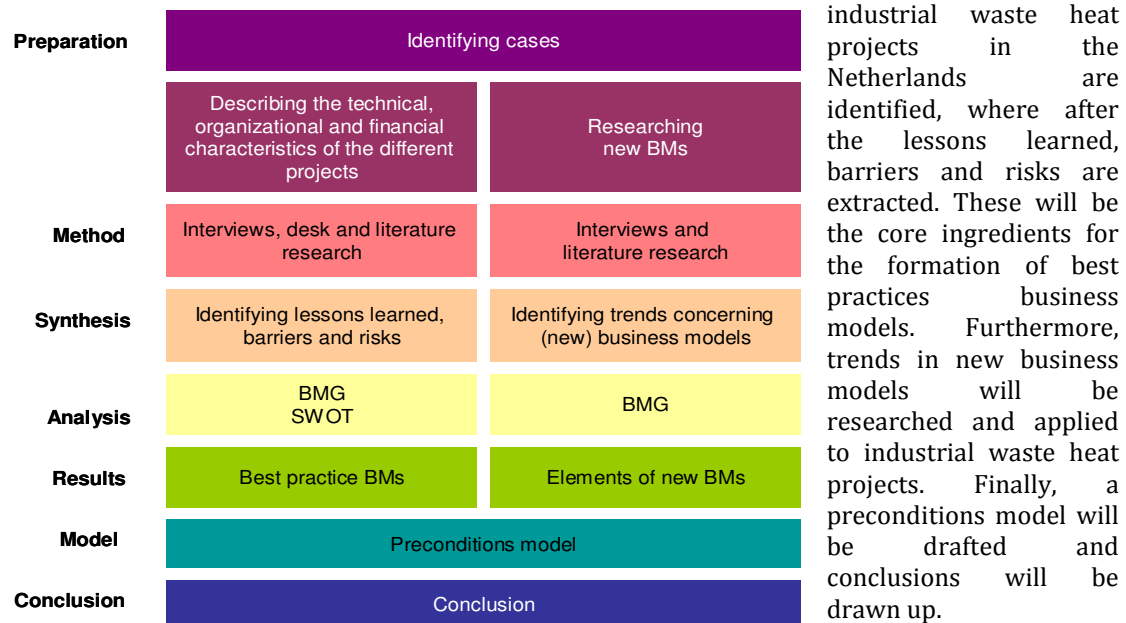 Preparation
Identifying cases
Describing the technical,
organizational and financial
characteristics of the different
projects
Researching
new BMs
Method
Interviews, desk and literature
research
Interviews and
literature research
Synthesis
Identifying lessons learned,
barriers and risks
Identifying trends concerning
(new) business models
Analysis
BMG
SWOT
BMG
Results
Best practice BMs
Elements of new BMs
Model
Preconditions model
Conclusion
Conclusion
industrial waste heat
projects in the
Netherlands are
identified, where after
the lessons learned,
barriers and risks are
extracted. These will be
the core ingredients for
the formation of best
practices business
models. Furthermore,
trends in new business
models will be
researched and applied
to industrial waste heat
projects. Finally, a
preconditions model will
be drafted and
conclusions will be
drawn up.